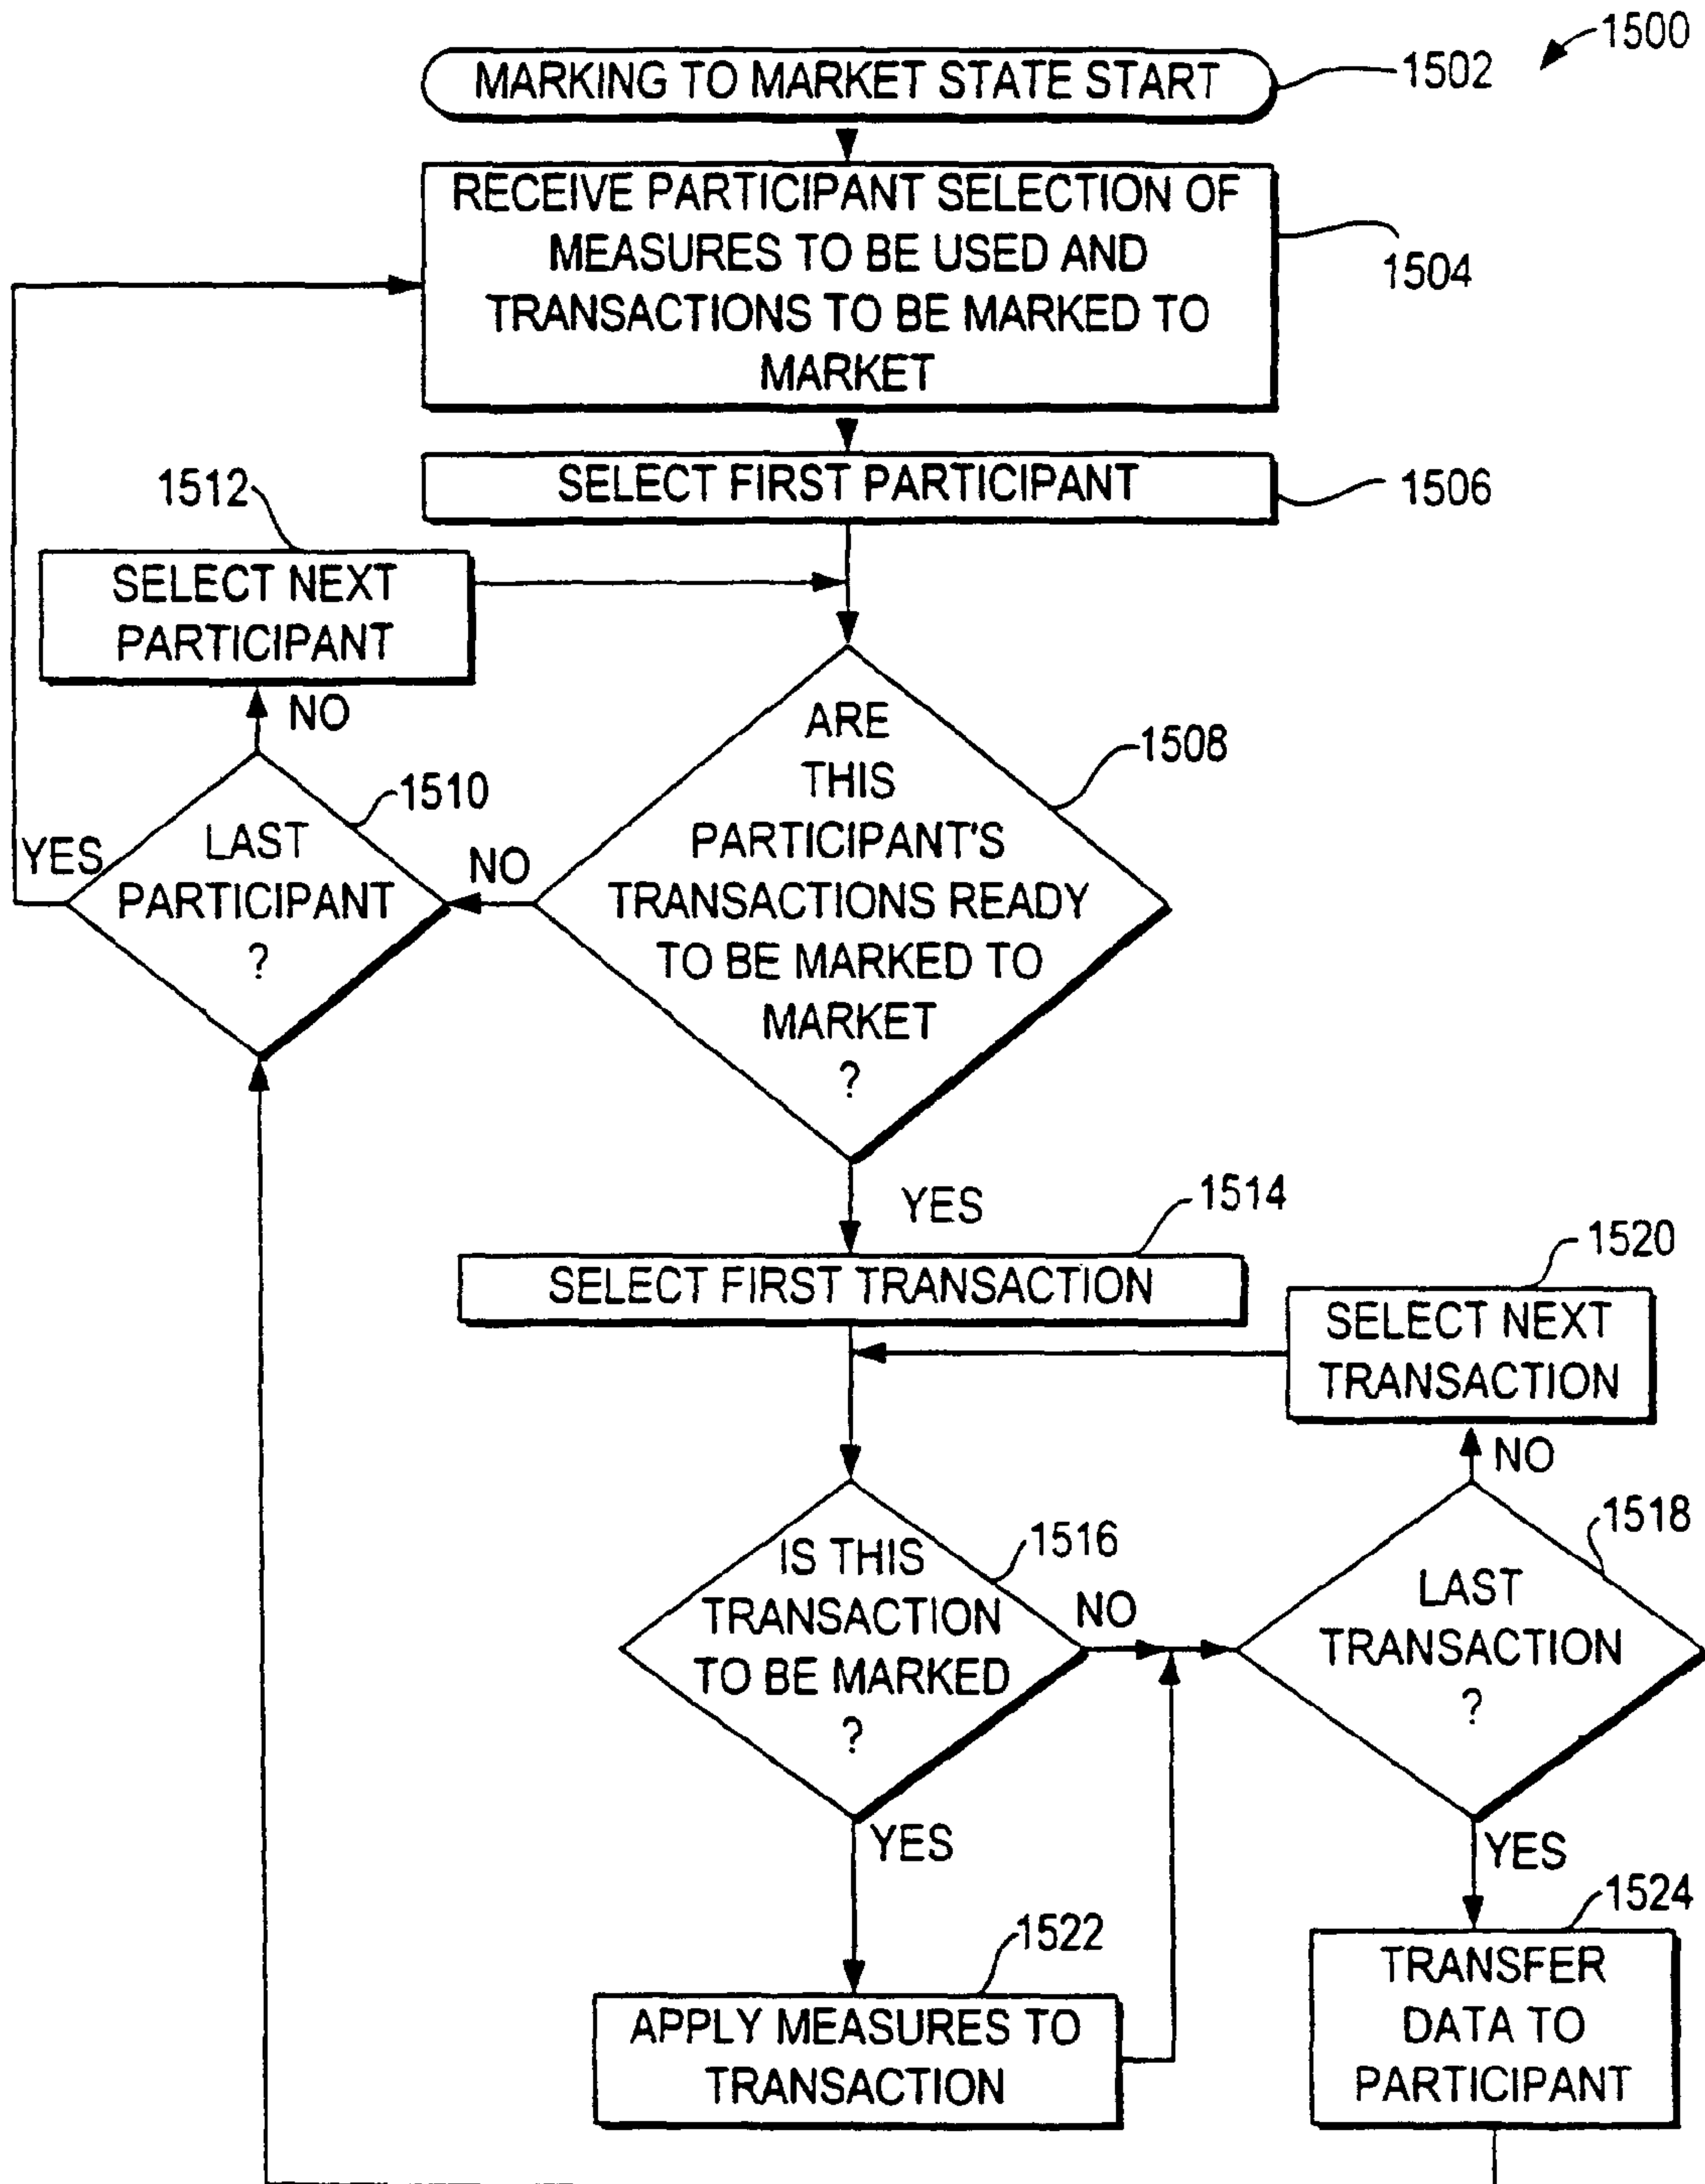 1500
MARKING TO MARKET STATE START
1502
RECEIVE PARTICIPANT SELECTION OF
MEASURES TO BE USED AND
TRANSACTIONS TO BE MARKED TO
MARKET
1504
SELECT FIRST PARTICIPANT
1506
1512
SELECT NEXT
PARTICIPANT
NO
ARE
THIS
PARTICIPANT'S
TRANSACTIONS READY
TO BE MARKED TO
MARKET
?
1508
1510
LAST
PARTICIPANT
?
YES
NO
YES
1514
SELECT FIRST TRANSACTION
1520
SELECT NEXT
TRANSACTION
NO
IS THIS
TRANSACTION
TO BE MARKED
?
1516
NO
1518
LAST
TRANSACTION
?
YES
YES
1522
APPLY MEASURES TO
TRANSACTION
1524
TRANSFER
DATA TO
PARTICIPANT